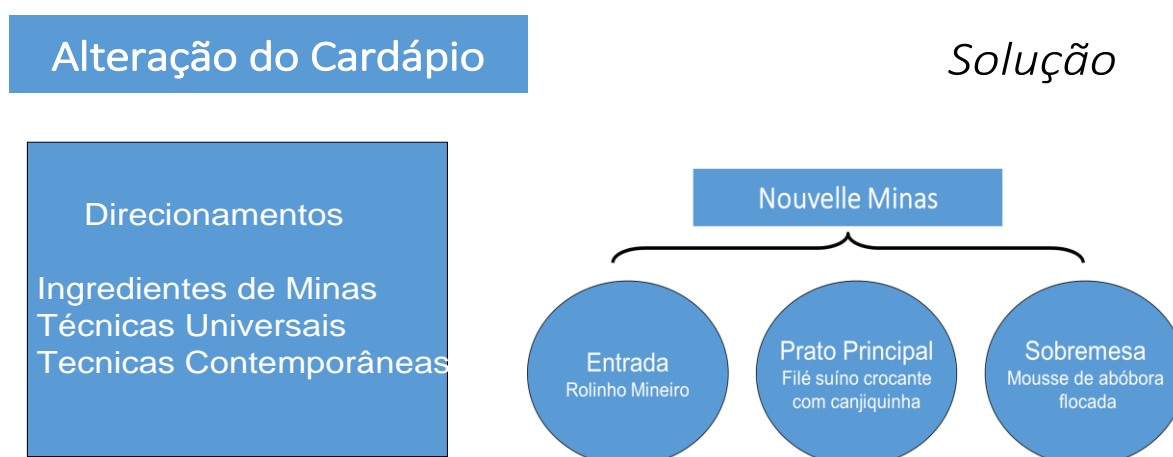 Alteração do Cardápio
Solução
Direcionamentos
Ingredientes de Minas
Técnicas Universais
Tecnicas Contemporâneas
Nouvelle Minas
Entrada
Rolinho Mineiro
Prato Principal
Filé suíno crocante
com canjiquinha
Sobremesa
Mousse de abóbora
flocada